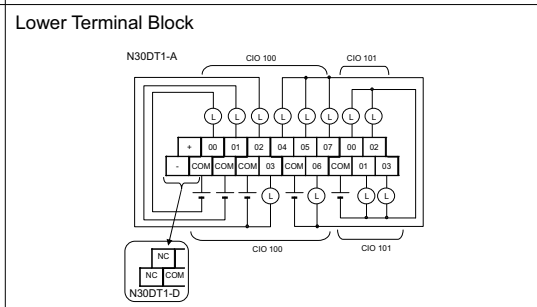 Lower Terminal Block
N30DT1-A
CIO 100 CIO 101
L L L L L L L L
+ 00 01 02 04 05 07 00 02
- COM COM COM 03 COM 06 COM 01 03
L L L L
CIO 100 CIO 101
NC
NC COM
N30DT1-D